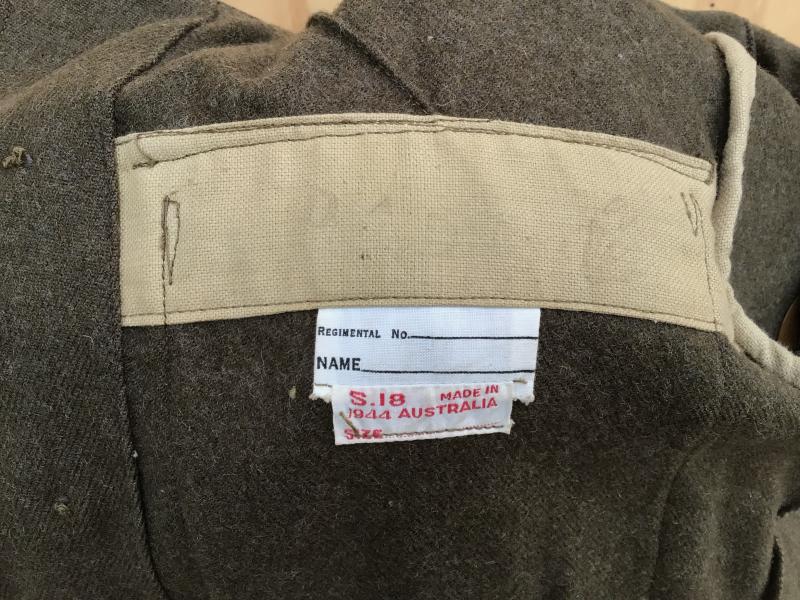 REGIMENTAL NO.
NAME
S.18 MADE IN
1944 AUSTRALIA
SIZE